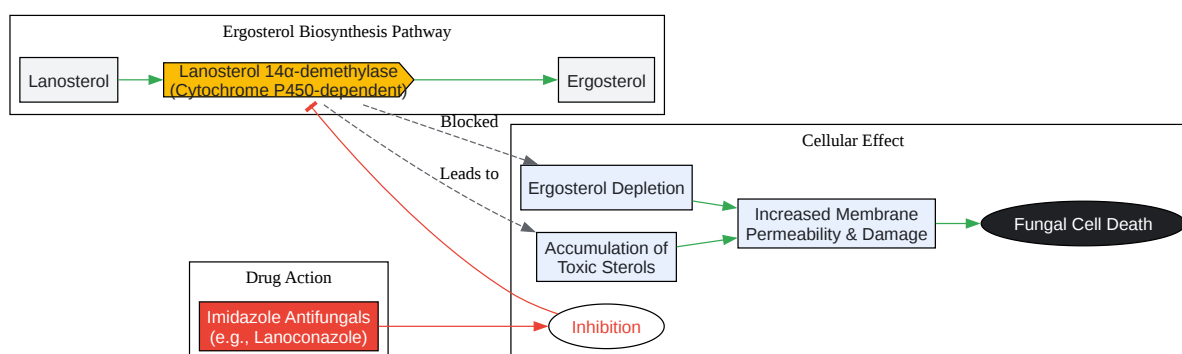 Ergosterol Biosynthesis Pathway
Lanosterol
Lanosterol 14α-demethylase
(Cytochrome P450-dependent)
Ergosterol
Blocked
Leads to
Cellular Effect
Ergosterol Depletion
Accumulation of
Toxic Sterols
Increased Membrane
Permeability & Damage
Fungal Cell Death
Drug Action
Imidazole Antifungals
(e.g., Lanoconazole)
Inhibition